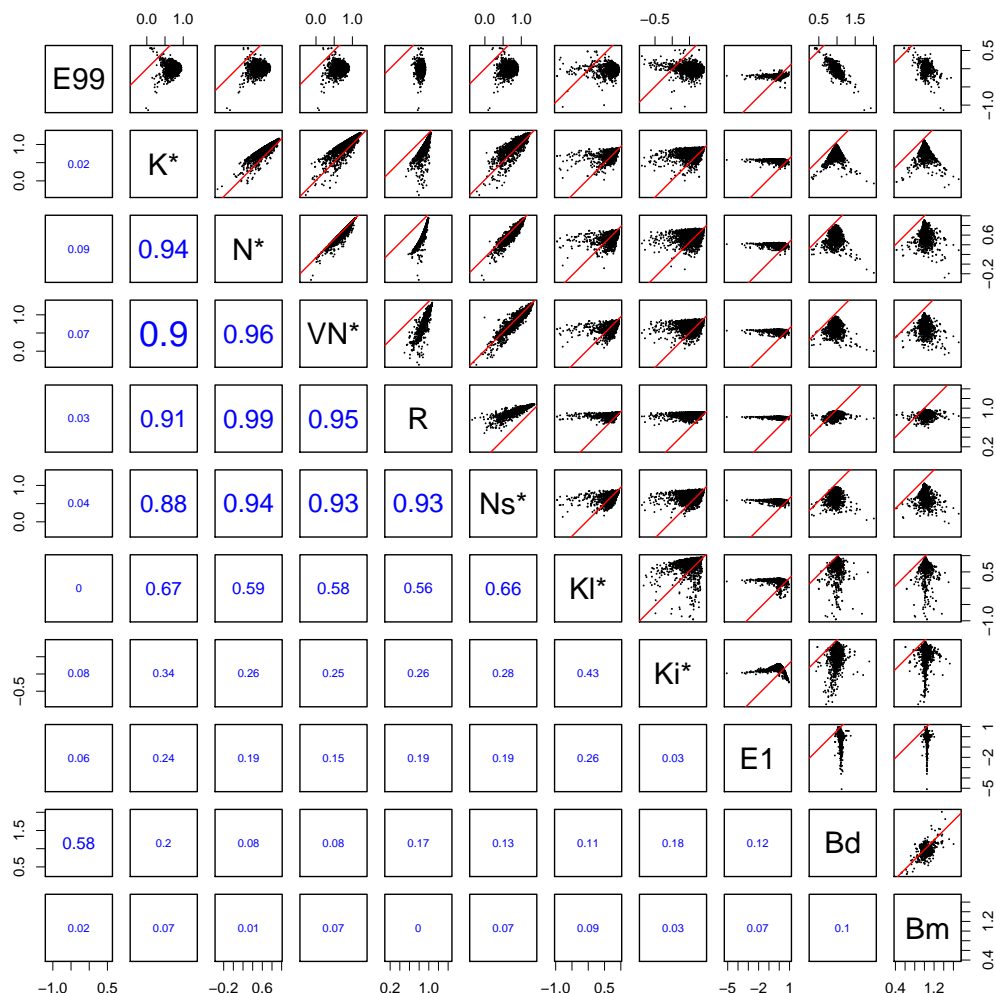 0.0 1.0 0.0 1.0 0.0 1.0 −0.5 0.5 1.5
E99 −1.0 0.5
0.0 1.0 0.02 K*
0.09 0.94 N* −0.2 0.6
0.0 1.0 0.07 0.9 0.96 VN*
0.03 0.91 0.99 0.95 R 0.2 1.0
0.0 1.0 0.04 0.88 0.94 0.93 0.93 Ns*
0 0.67 0.59 0.58 0.56 0.66 Kl* −1.0 0.5
−0.5 0.08 0.34 0.26 0.25 0.26 0.28 0.43 Ki*
0.06 0.24 0.19 0.15 0.19 0.19 0.26 0.03 E1 −5 −2 1
0.5 1.5 0.58 0.2 0.08 0.08 0.17 0.13 0.11 0.18 0.12 Bd
0.02 0.07 0.01 0.07 0 0.07 0.09 0.03 0.07 0.1 Bm 0.4 1.2
−1.0 0.5 −0.2 0.6 0.2 1.0 −1.0 0.5 −5 −2 1 0.4 1.2